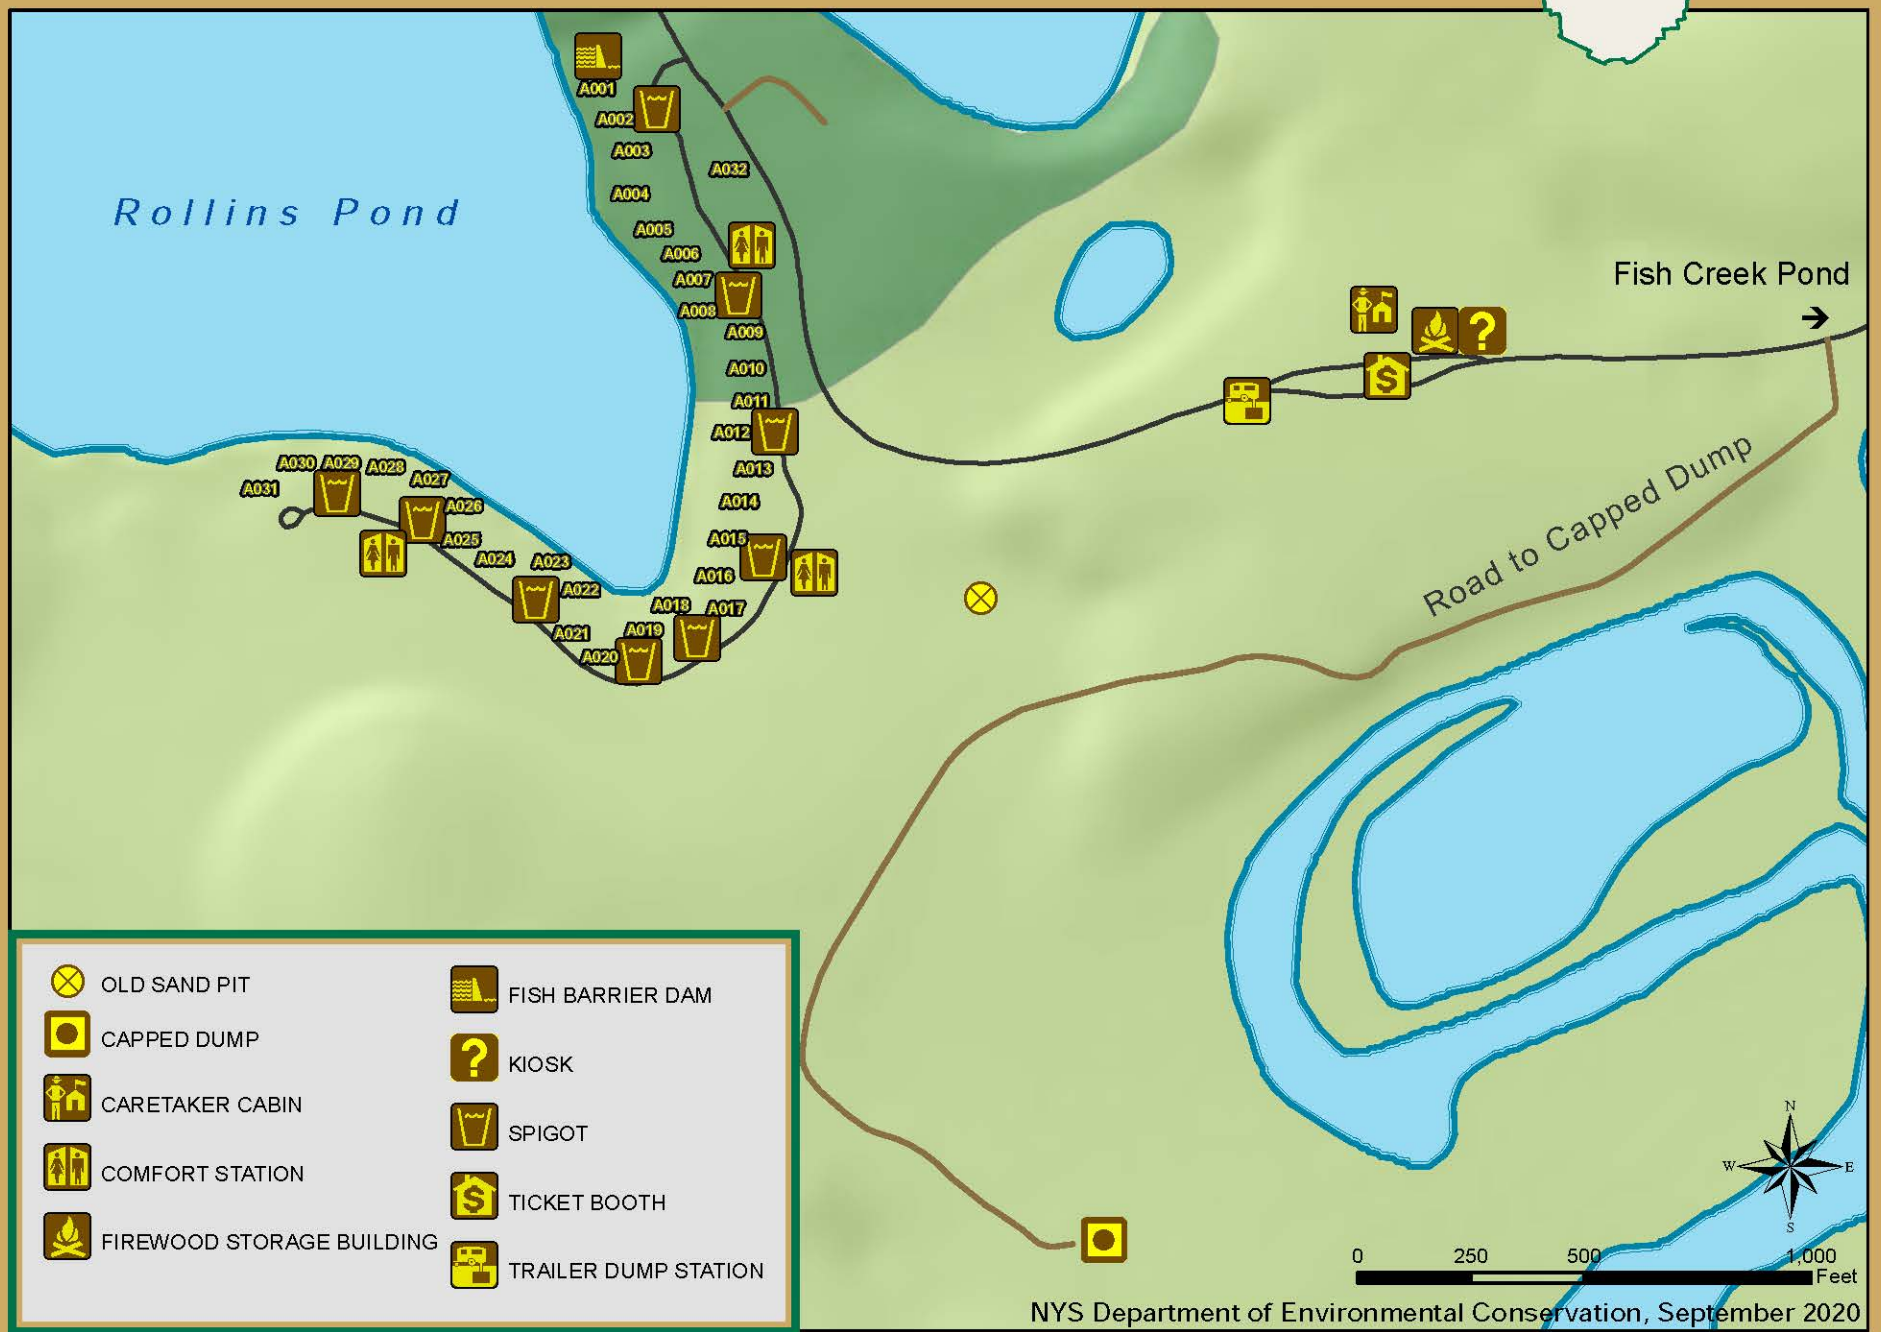 A001
A002
A003
A032
A004
Rollins Pond
A005
A006
A007
A008
A009
A010
A011
A012
A013
A014
A015
A016
A017
A018
A019
A020
A021
A022
A023
A024
A025
A026
A027
A028
A029
A030
A031
Fish Creek Pond
Road to Capped Dump
OLD SAND PIT
CAPPED DUMP
CARETAKER CABIN
COMFORT STATION
FIREWOOD STORAGE BUILDING
FISH BARRIER DAM
KIOSK
SPIGOT
TICKET BOOTH
TRAILER DUMP STATION
N
W E
S
0 250 500 1,000
Feet
NYS Department of Environmental Conservation, September 2020